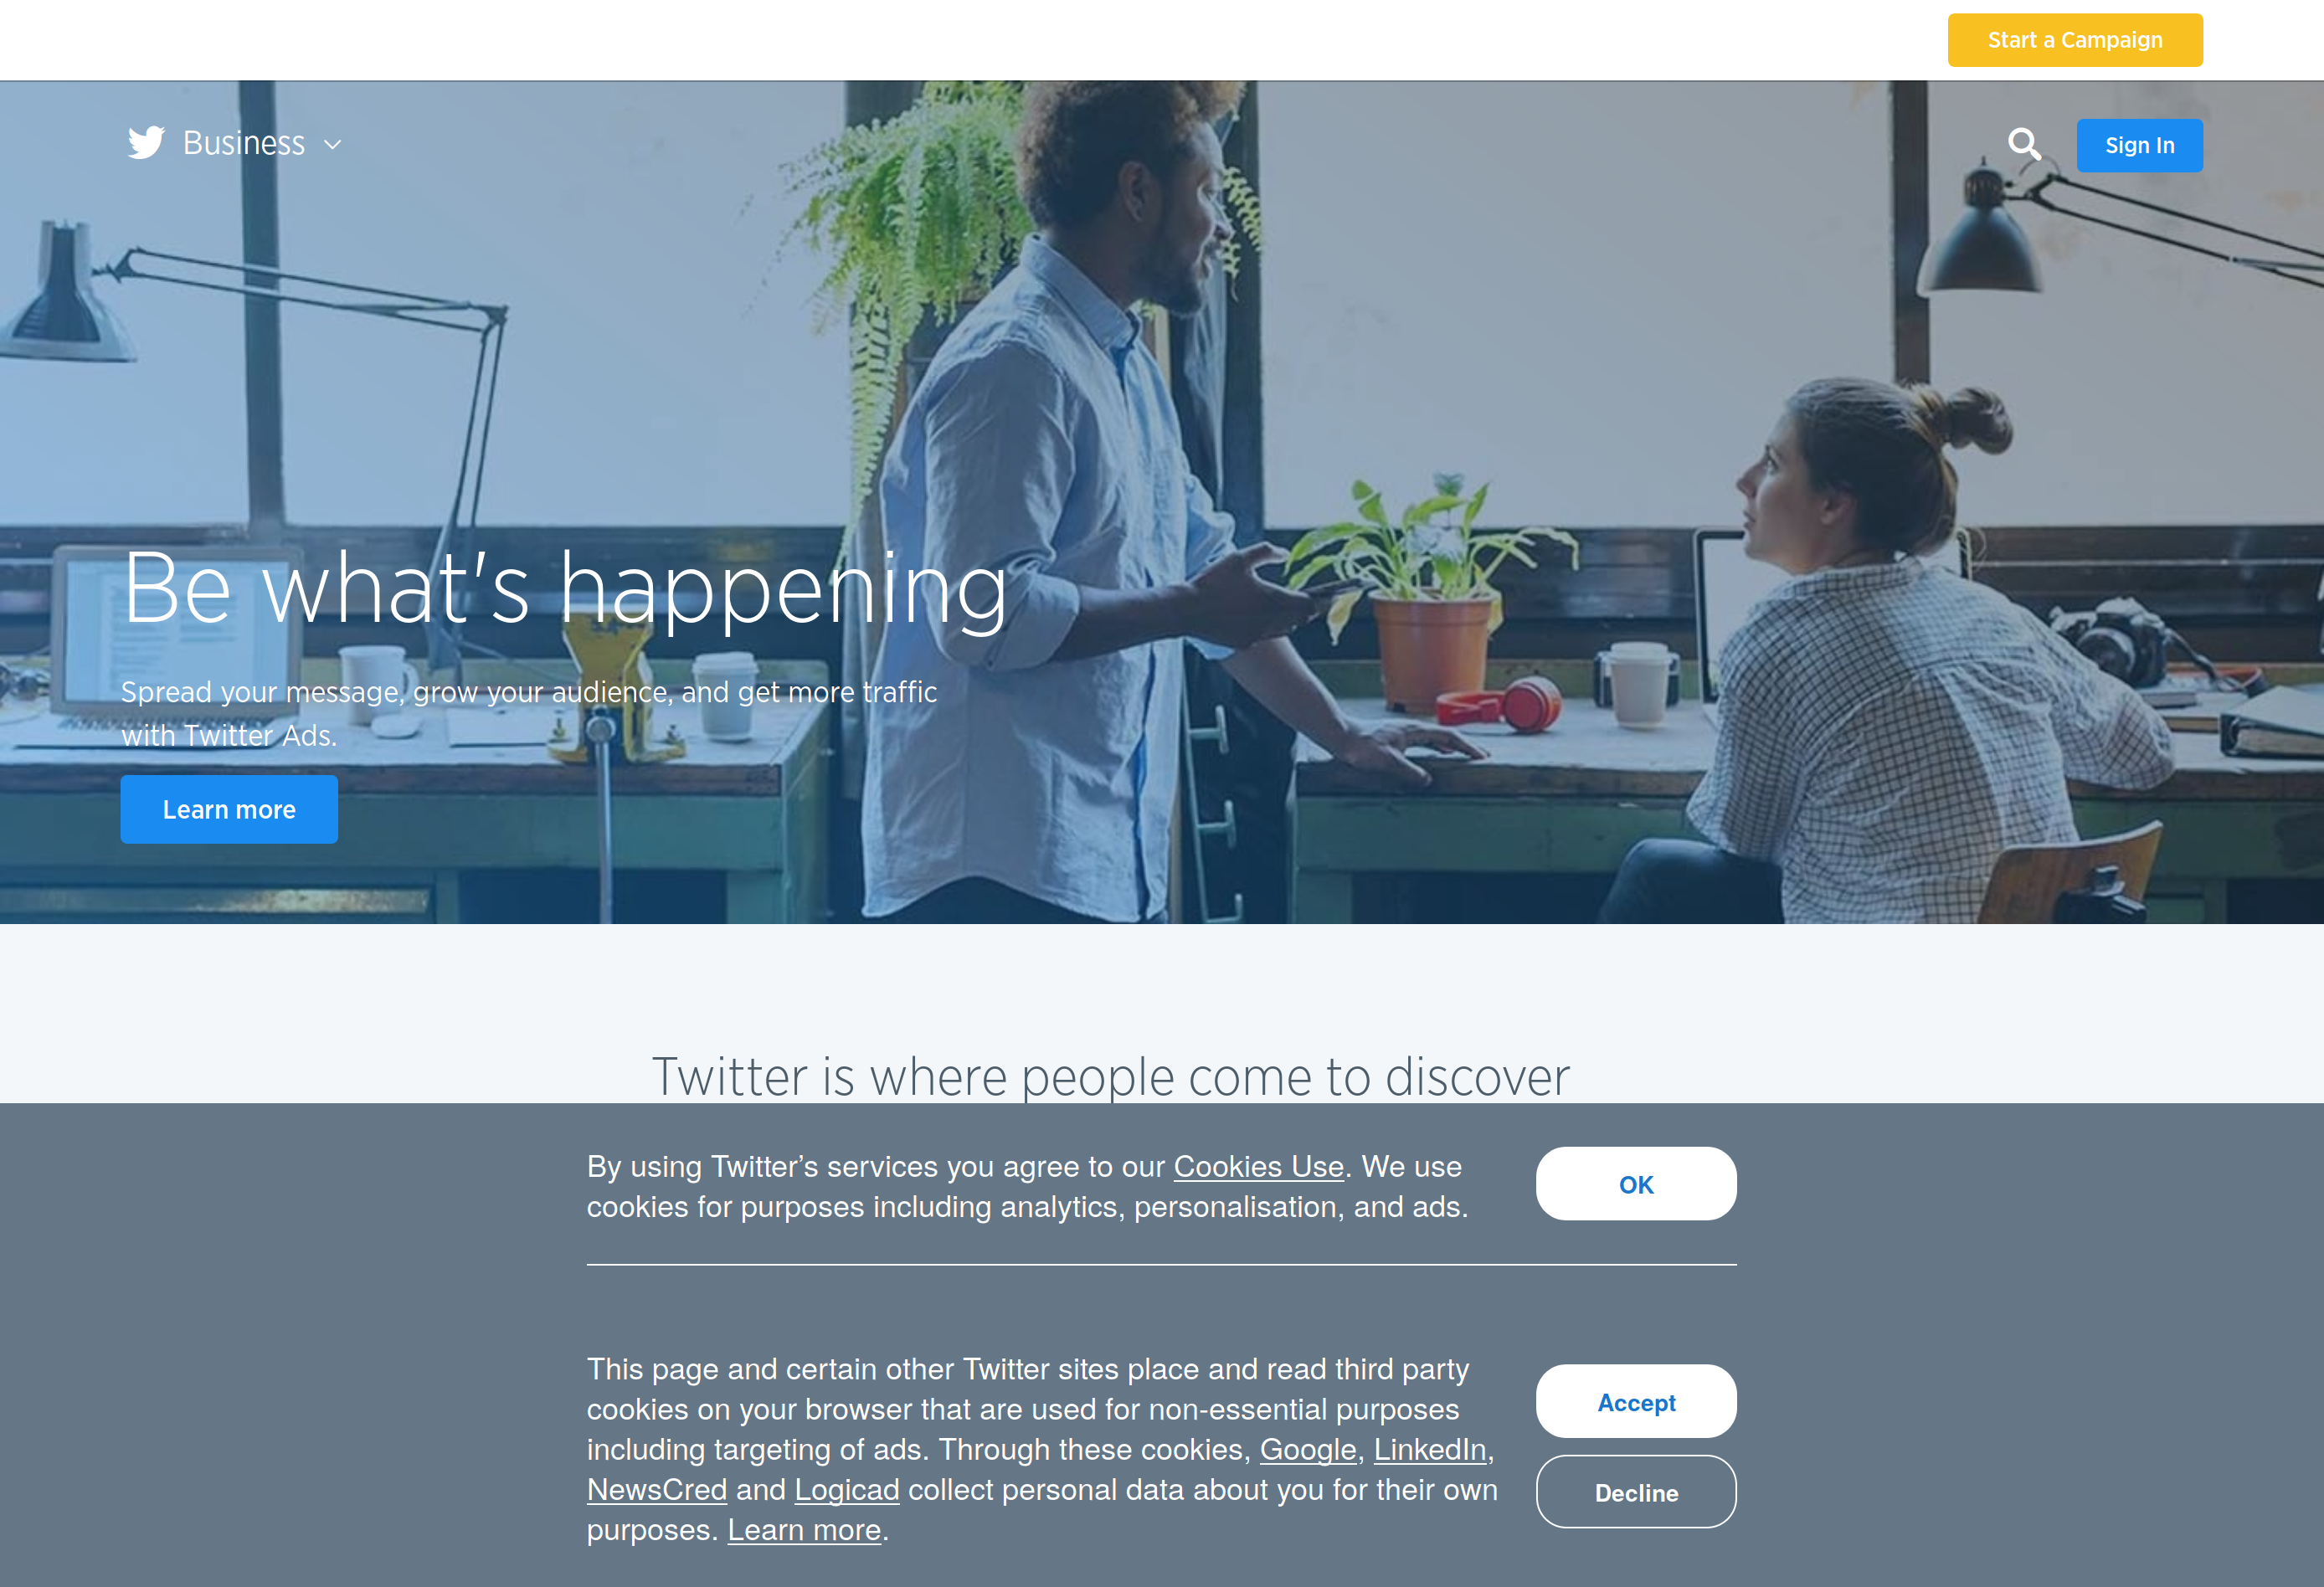 Start a Campaign
Business
Sign In
Be what's happening
Spread your message, grow your audience, and get more traffic
with Twitter Ads.
Learn more
Twitter is where people come to discover
By using Twitter’s services you agree to our Cookies Use. We use
cookies for purposes including analytics, personalisation, and ads.
OK
This page and certain other Twitter sites place and read third party
cookies on your browser that are used for non-essential purposes
including targeting of ads. Through these cookies, Google, LinkedIn,
NewsCred and Logicad collect personal data about you for their own
purposes. Learn more.
Accept
Decline